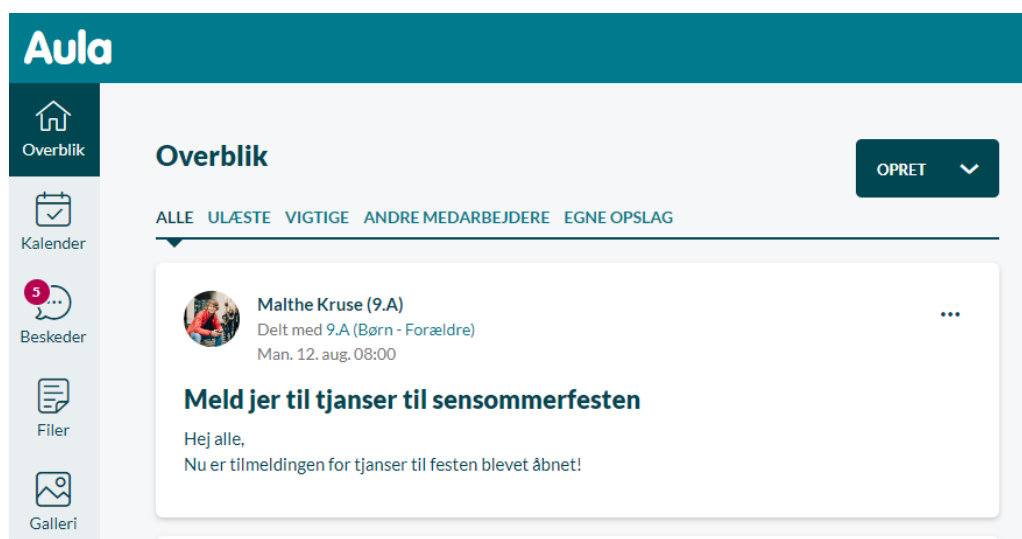 Aula
Overblik
Kalender
5
Beskeder
Filer
Galleri
Overblik
OPRET
ALLE ULÆSTE VIGTIGE ANDRE MEDARBEJDERE EGNE OPSLAG
Malthe Kruse (9.A)
Delt med 9.A (Børn - Forældre)
Man. 12. aug. 08:00
Meld jer til tjanser til sensommerfesten
Hej alle,
Nu er tilmeldingen for tjanser til festen blevet åbnet!